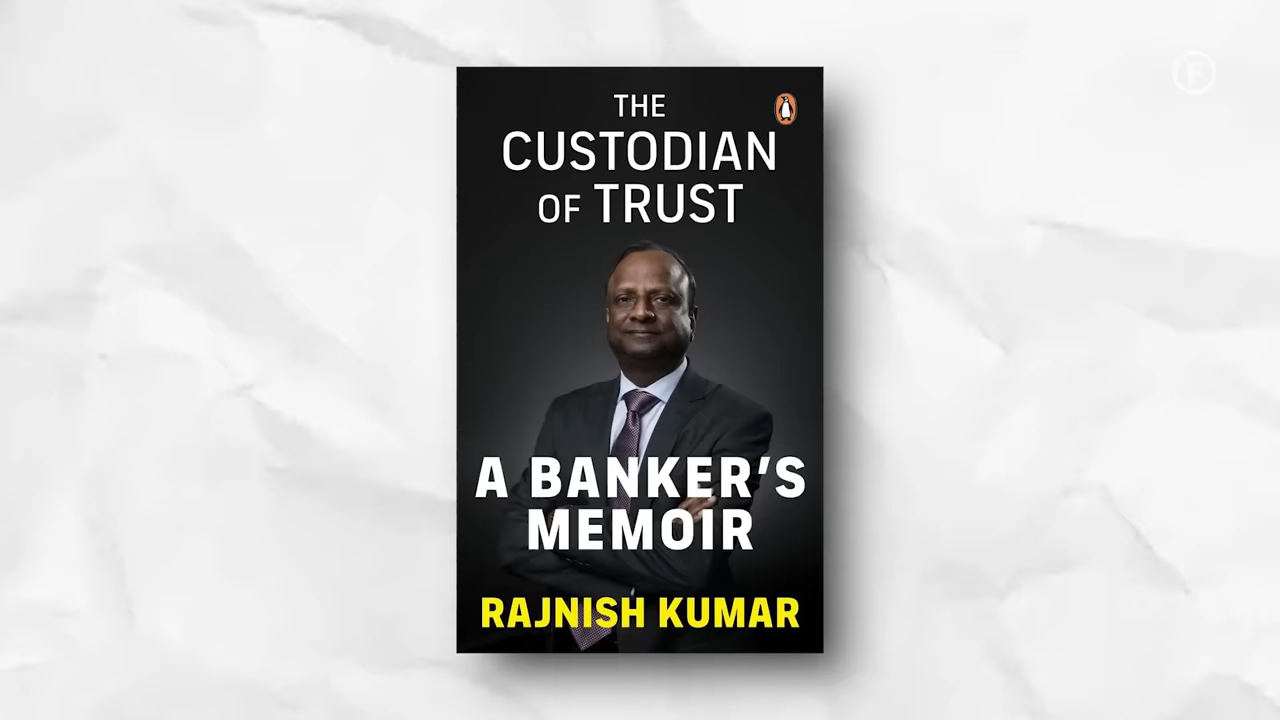 THE
CUSTODIAN
OF TRUST
A BANKER'S
MEMOIR
RAJNISH KUMAR